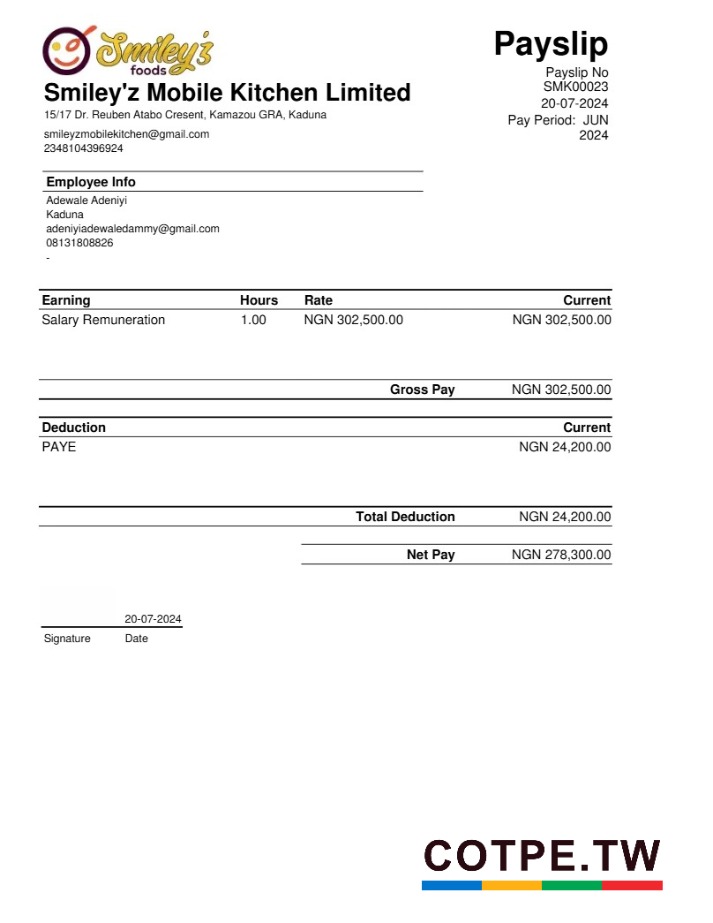 Smiley'z
foods
Smiley'z Mobile Kitchen Limited
15/17 Dr. Reuben Atabo Cresent, Kamazou GRA, Kaduna
smileyzmobilekitchen@gmail.com
2348104396924
Payslip
Payslip No
SMK00023
20-07-2024
Pay Period: JUN
2024
Employee Info
Adewale Adeniyi
Kaduna
adeniyiadewaledammy@gmail.com
08131808826
-
Earning Hours Rate Current
Salary Remuneration 1.00 NGN 302,500.00 NGN 302,500.00
Gross Pay NGN 302,500.00
Deduction Current
PAYE NGN 24,200.00
Total Deduction NGN 24,200.00
Net Pay NGN 278,300.00
20-07-2024
Signature Date
COTPE.TW